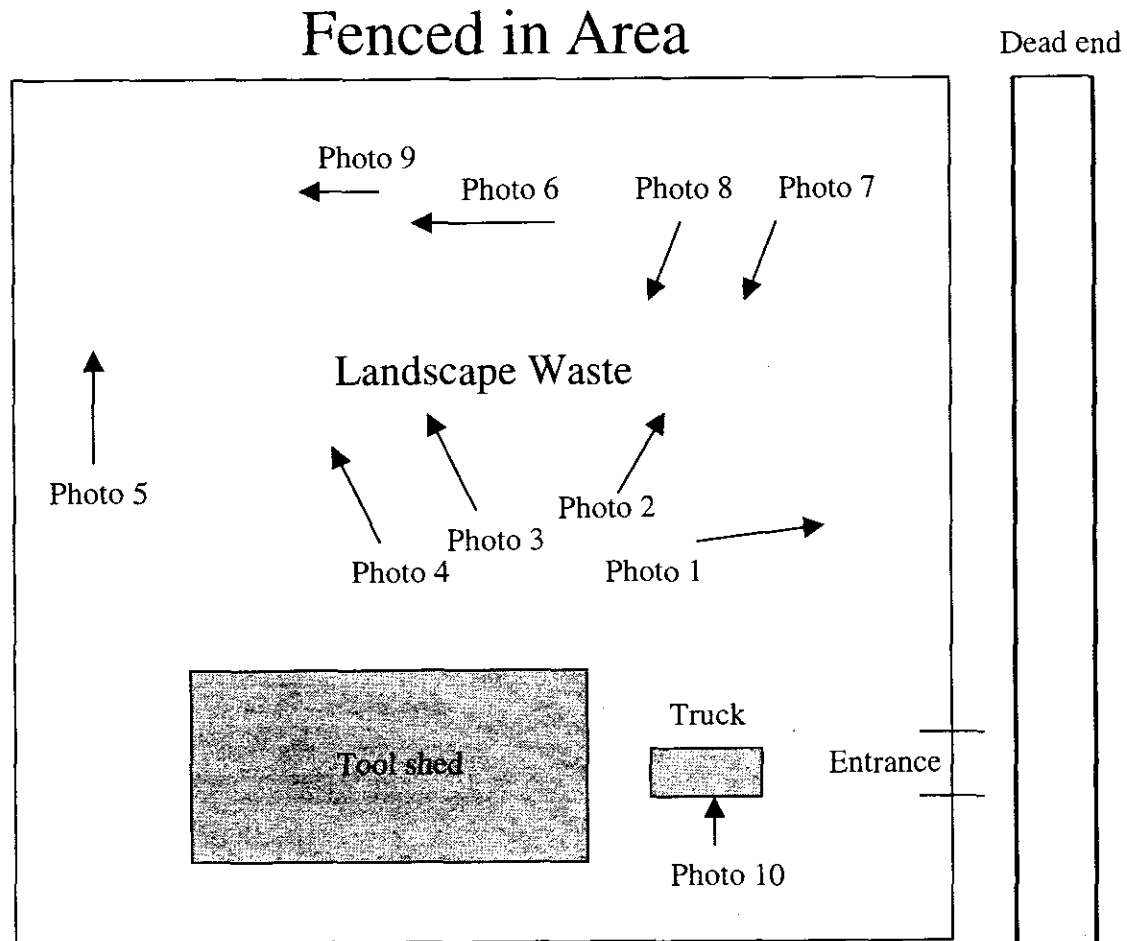 Fenced in Area
Dead end
Photo 9
Photo 6
Photo 8
Photo 7
Landscape Waste
Photo 5
Photo 2
Photo 3
Photo 4
Photo 1
Truck
Tool shed
Entrance
Photo 10